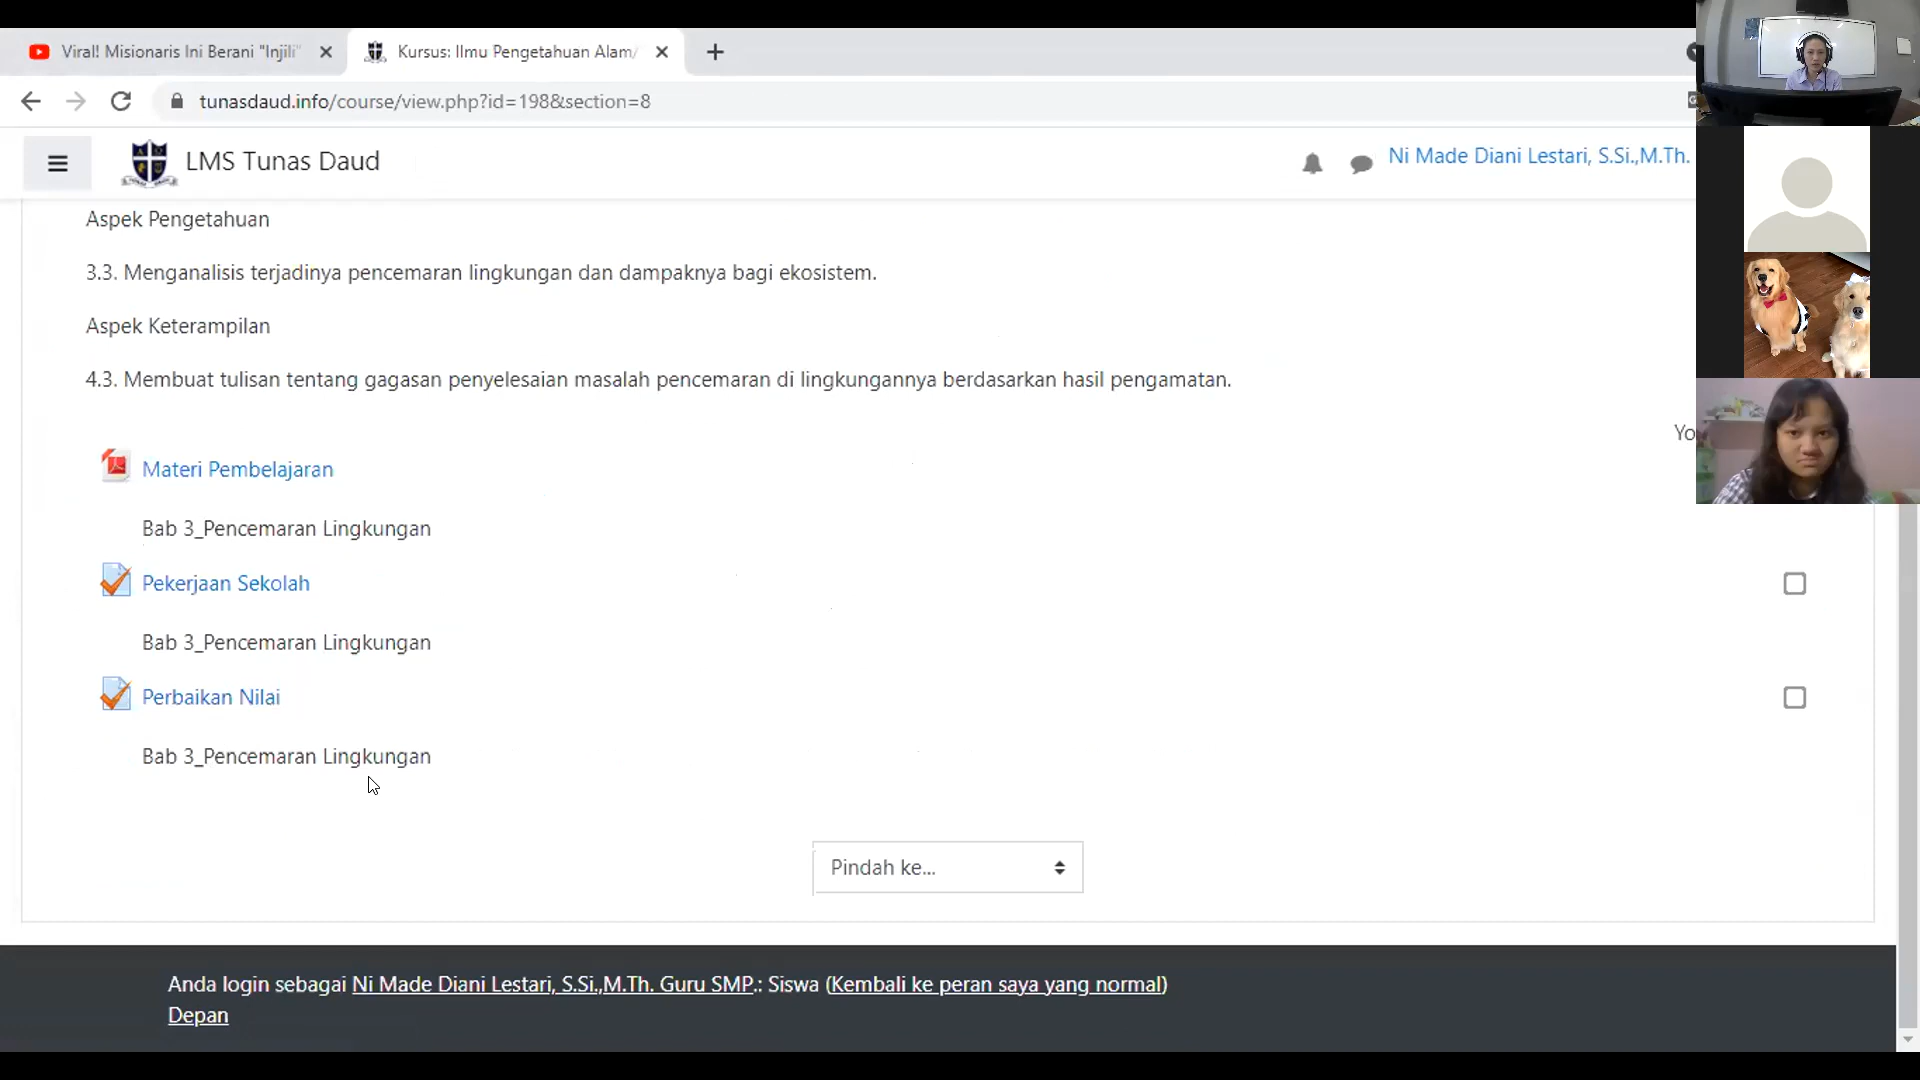 Viral! Misionaris Ini Berani "Injili"
Kursus: Ilmu Pengetahuan Alam/
tunasdaud.info/course/view.php?id=198&section=8
LMS Tunas Daud
Ni Made Diani Lestari, S.Si.,M.Th.
Aspek Pengetahuan
3.3. Menganalisis terjadinya pencemaran lingkungan dan dampaknya bagi ekosistem.
Aspek Keterampilan
4.3. Membuat tulisan tentang gagasan penyelesaian masalah pencemaran di lingkungannya berdasarkan hasil pengamatan.
Yo
Materi Pembelajaran
Bab 3_Pencemaran Lingkungan
Pekerjaan Sekolah
Bab 3_Pencemaran Lingkungan
Perbaikan Nilai
Bab 3_Pencemaran Lingkungan
Pindah ke...
Anda login sebagai Ni Made Diani Lestari, S.Si.,M.Th. Guru SMP.: Siswa (Kembali ke peran saya yang normal)
Depan